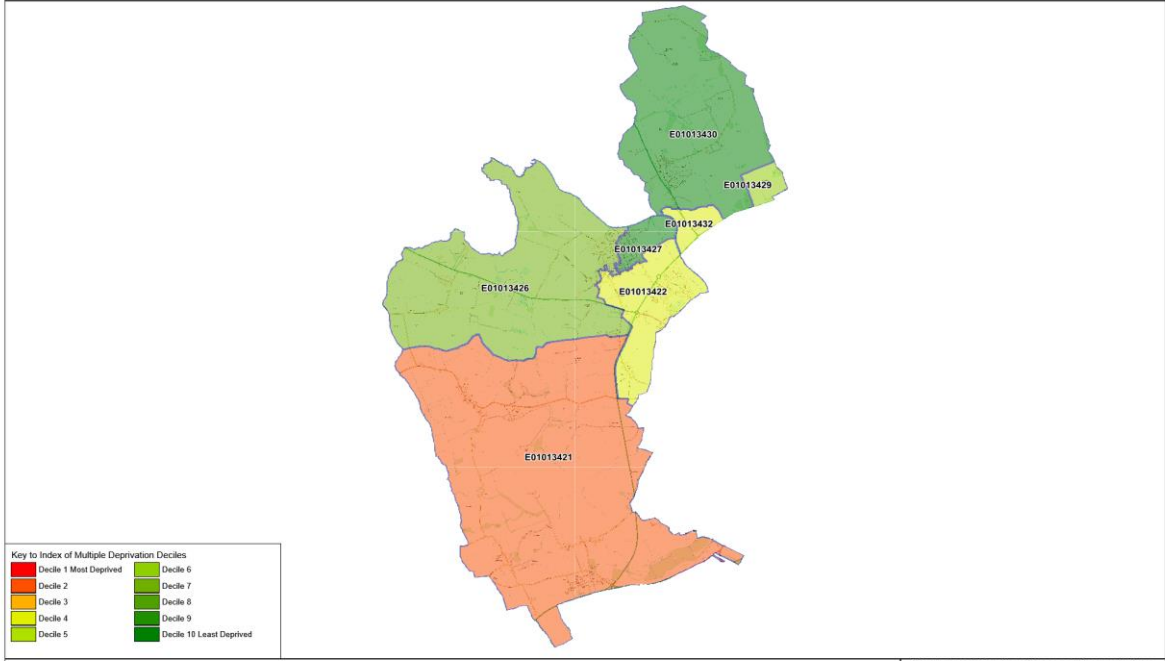 E01013430
E01013429
E01013432
E01013427
E01013426
E01013422
E01013421
Key to Index of Multiple Deprivation Deciles
Decile 1 Most Deprived
Decile 2
Decile 3
Decile 4
Decile 5
Decile 6
Decile 7
Decile 8
Decile 9
Decile 10 Least Deprived